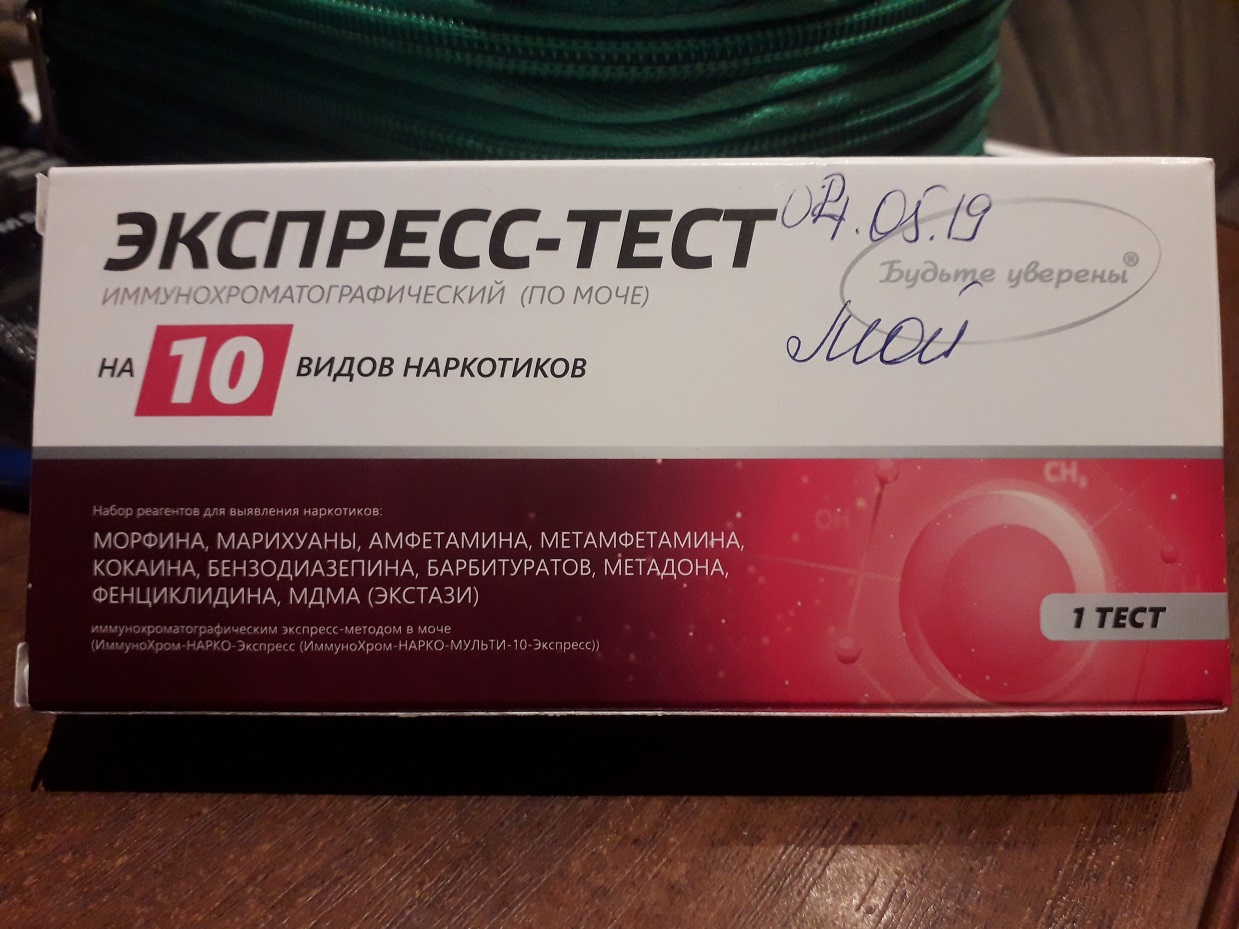 ЭКСПРЕСС-ТЕСТ
04.05.19
Будьте уверены®
ИММУНОХРОМАТОГРАФИЧЕСКИЙ (ПО МОЧЕ)
Мой
НА 10 ВИДОВ НАРКОТИКОВ
Набор реагентов для выявления наркотиков:
МОРФИНА, МАРИХУАНЫ, АМФЕТАМИНА, МЕТАМФЕТАМИНА,
КОКАИНА, БЕНЗОДИАЗЕПИНА, БАРБИТУРАТОВ, МЕТАДОНА,
ФЕНЦИКЛИДИНА, МДМА (ЭКСТАЗИ)
иммунохроматографическим экспресс-методом в моче
(ИммуноХром-НАРКО-Экспресс (ИммуноХром-НАРКО-МУЛЬТИ-10-Экспресс))
CH₃
OH
H
1 ТЕСТ